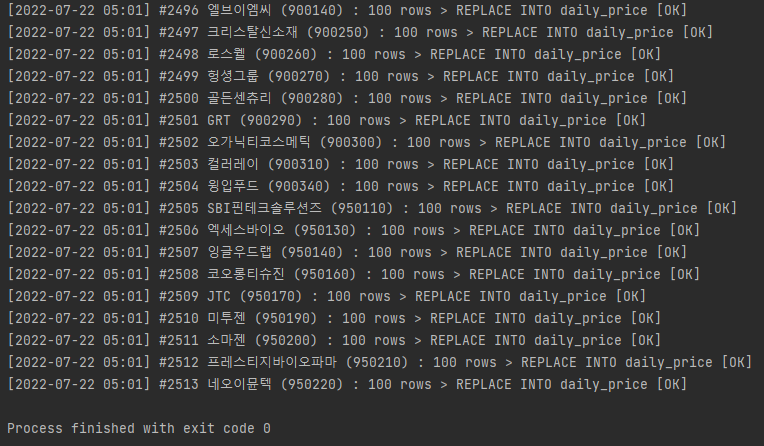 [2022-07-22 05:01] #2496 엘브이엠씨 (900140) : 100 rows > REPLACE INTO daily_price [OK]
[2022-07-22 05:01] #2497 크리스탈신소재 (900250) : 100 rows > REPLACE INTO daily_price [OK]
[2022-07-22 05:01] #2498 로스웰 (900260) : 100 rows > REPLACE INTO daily_price [OK]
[2022-07-22 05:01] #2499 헝셩그룹 (900270) : 100 rows > REPLACE INTO daily_price [OK]
[2022-07-22 05:01] #2500 골든센츄리 (900280) : 100 rows > REPLACE INTO daily_price [OK]
[2022-07-22 05:01] #2501 GRT (900290) : 100 rows > REPLACE INTO daily_price [OK]
[2022-07-22 05:01] #2502 오가닉티코스메틱 (900300) : 100 rows > REPLACE INTO daily_price [OK]
[2022-07-22 05:01] #2503 컬러레이 (900310) : 100 rows > REPLACE INTO daily_price [OK]
[2022-07-22 05:01] #2504 윙입푸드 (900340) : 100 rows > REPLACE INTO daily_price [OK]
[2022-07-22 05:01] #2505 SBI핀테크솔루션즈 (950110) : 100 rows > REPLACE INTO daily_price [OK]
[2022-07-22 05:01] #2506 엑세스바이오 (950130) : 100 rows > REPLACE INTO daily_price [OK]
[2022-07-22 05:01] #2507 잉글우드랩 (950140) : 100 rows > REPLACE INTO daily_price [OK]
[2022-07-22 05:01] #2508 코오롱티슈진 (950160) : 100 rows > REPLACE INTO daily_price [OK]
[2022-07-22 05:01] #2509 JTC (950170) : 100 rows > REPLACE INTO daily_price [OK]
[2022-07-22 05:01] #2510 미투젠 (950190) : 100 rows > REPLACE INTO daily_price [OK]
[2022-07-22 05:01] #2511 소마젠 (950200) : 100 rows > REPLACE INTO daily_price [OK]
[2022-07-22 05:01] #2512 프레스티지바이오파마 (950210) : 100 rows > REPLACE INTO daily_price [OK]
[2022-07-22 05:01] #2513 네오이뮨텍 (950220) : 100 rows > REPLACE INTO daily_price [OK]
Process finished with exit code 0